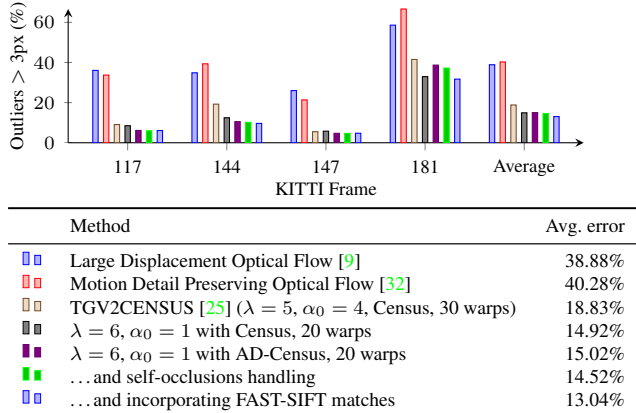 Outliers > 3px (%)
60
40
20
0
117 144 147 181 Average
KITTI Frame
Method Avg. error
Large Displacement Optical Flow [9] 38.88%
Motion Detail Preserving Optical Flow [32] 40.28%
TGV2CENSUS [25] (λ = 5, α₀ = 4, Census, 30 warps) 18.83%
λ = 6, α₀ = 1 with Census, 20 warps 14.92%
λ = 6, α₀ = 1 with AD-Census, 20 warps 15.02%
...and self-occlusions handling 14.52%
...and incorporating FAST-SIFT matches 13.04%